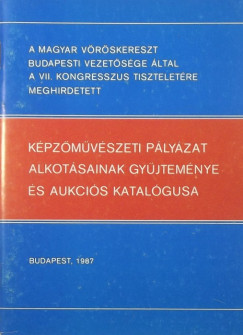 A MAGYAR VÖRÖSKERESZT
BUDAPESTI VEZETŐSÉGE ÁLTAL
A VII. KONGRESSZUS TISZTELETÉRE
MEGHIRDETETT
KÉPZŐMŰVÉSZETI PÁLYÁZAT
ALKOTÁSAINAK GYŰJTEMÉNYE
ÉS AUKCIÓS KATALÓGUSA
BUDAPEST, 1987